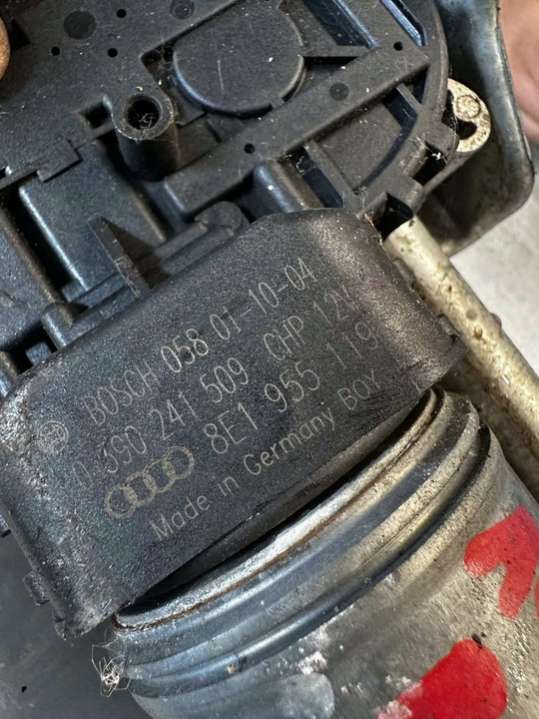 BOSCH 058 01-10-04
0 390 241 509 CHP 12V
8E1 955 119
Made in Germany BOY